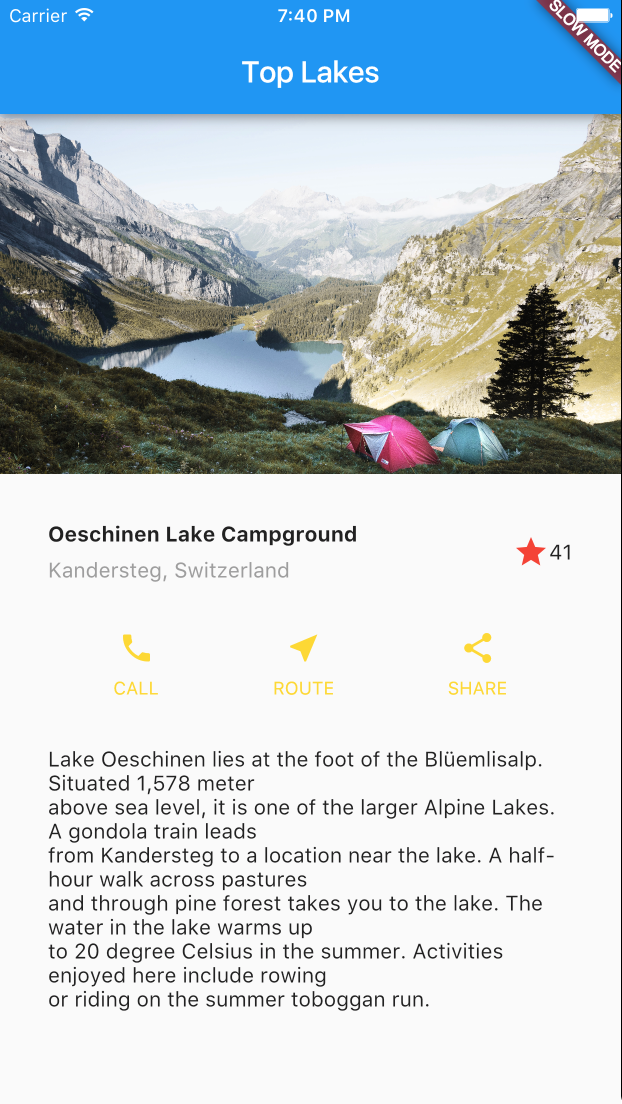 Carrier 7:40 PM
SLOW MODE
Top Lakes
Oeschinen Lake Campground
Kandersteg, Switzerland
41
CALL ROUTE SHARE
Lake Oeschinen lies at the foot of the Blüemlisalp.
Situated 1,578 meter
above sea level, it is one of the larger Alpine Lakes.
A gondola train leads
from Kandersteg to a location near the lake. A half-
hour walk across pastures
and through pine forest takes you to the lake. The
water in the lake warms up
to 20 degree Celsius in the summer. Activities
enjoyed here include rowing
or riding on the summer toboggan run.